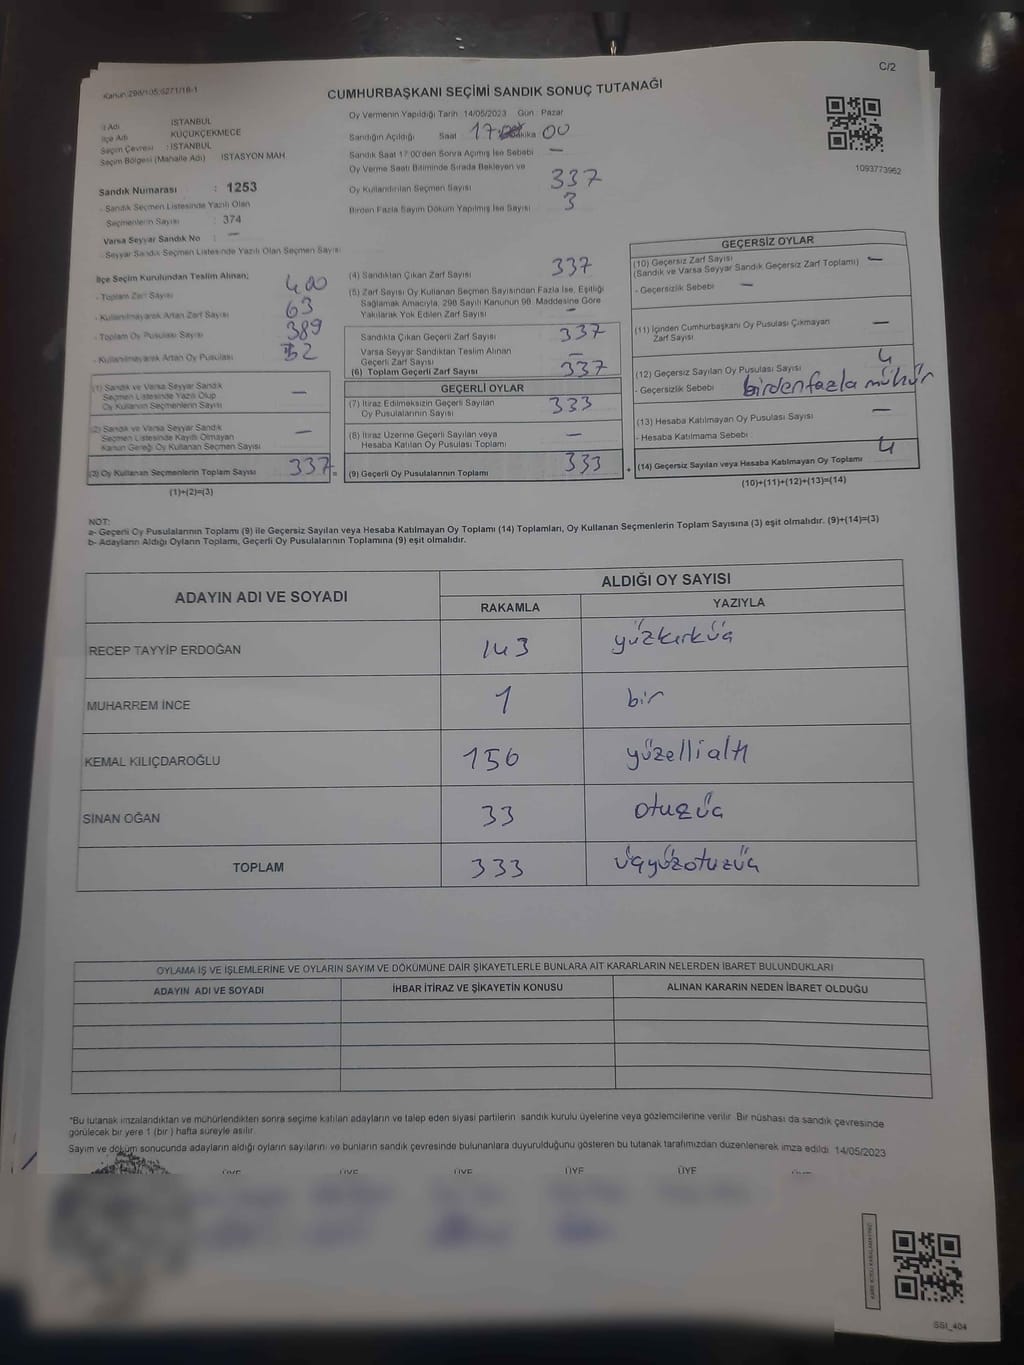 C/2
Kanun:298/105;6271/16-1
CUMHURBAŞKANI SEÇİMİ SANDIK SONUÇ TUTANAĞI
İl Adı İSTANBUL
İlçe Adı KÜÇÜKÇEKMECE
Seçim Çevresi : İSTANBUL
Seçim Bölgesi (Mahalle Adı) İSTASYON MAH
Sandık Numarası : 1253
- Sandık Seçmen Listesinde Yazılı Olan
Seçmenlerin Sayısı : 374
Varsa Seyyar Sandık No : —
- Seyyar Sandık Seçmen Listesinde Yazılı Olan Seçmen Sayısı
Oy Vermenin Yapıldığı Tarih 14/05/2023 Gün : Pazar
Sandığın Açıldığı Saat 17 Dakika 00
Sandık Saat 17:00'den Sonra Açımış İse Sebebi —
Oy Verme Saati Bitiminde Sırada Bekleyen ve
Oy Kullandırılan Seçmen Sayısı 337
Birden Fazla Sayım Döküm Yapılmış İse Sayısı 3
1093773962
İlçe Seçim Kurulundan Teslim Alınan;
- Toplam Zarf Sayısı 400
- Kullanılmayarak Artan Zarf Sayısı 63
- Toplam Oy Pusulası Sayısı 389
- Kullanılmayarak Artan Oy Pusulası 52
(1) Sandık ve Varsa Seyyar Sandık
Seçmen Listesinde Yazılı Olup
Oy Kullanan Seçmenlerin Sayısı —
(2) Sandık ve Varsa Seyyar Sandık
Seçmen Listesinde Kayıtlı Olmayan
Kanun Gereği Oy Kullanan Seçmen Sayısı —
(3) Oy Kullanan Seçmenlerin Toplam Sayısı 337 =
(1)+(2)=(3)
(4) Sandıktan Çıkan Zarf Sayısı 337
(5) Zarf Sayısı Oy Kullanan Seçmen Sayısından Fazla İse, Eşitliği
Sağlamak Amacıyla, 298 Sayılı Kanunun 98. Maddesine Göre
Yakılarak Yok Edilen Zarf Sayısı —
Sandıkta Çıkan Geçerli Zarf Sayısı 337
Varsa Seyyar Sandıktan Teslim Alınan
Geçerli Zarf Sayısı —
(6) Toplam Geçerli Zarf Sayısı 337
GEÇERLİ OYLAR
(7) İtiraz Edilmeksizin Geçerli Sayılan
Oy Pusulalarının Sayısı 333
(8) İtiraz Üzerine Geçerli Sayılan veya
Hesaba Katılan Oy Pusulası Toplamı —
(9) Geçerli Oy Pusulalarının Toplamı 333 +
GEÇERSİZ OYLAR
(10) Geçersiz Zarf Sayısı
(Sandık ve Varsa Seyyar Sandık Geçersiz Zarf Toplamı) —
- Geçersizlik Sebebi —
(11) İçinden Cumhurbaşkanı Oy Pusulası Çıkmayan
Zarf Sayısı —
(12) Geçersiz Sayılan Oy Pusulası Sayısı 4
- Geçersizlik Sebebi birden fazla mühür
(13) Hesaba Katılmayan Oy Pusulası Sayısı —
- Hesaba Katılmama Sebebi
(14) Geçersiz Sayılan veya Hesaba Katılmayan Oy Toplamı 4
(10)+(11)+(12)+(13)=(14)
NOT:
a- Geçerli Oy Pusulalarının Toplamı (9) ile Geçersiz Sayılan veya Hesaba Katılmayan Oy Toplamı (14) Toplamları, Oy Kullanan Seçmenlerin Toplam Sayısına (3) eşit olmalıdır. (9)+(14)=(3)
b- Adayların Aldığı Oyların Toplamı, Geçerli Oy Pusulalarının Toplamına (9) eşit olmalıdır.
ADAYIN ADI VE SOYADI ALDIĞI OY SAYISI
RAKAMLA YAZIYLA
RECEP TAYYİP ERDOĞAN 143 yüzkırküç
MUHARREM İNCE 1 bir
KEMAL KILIÇDAROĞLU 156 yüzellialtı
SİNAN OĞAN 33 otuzüç
TOPLAM 333 üçyüzotuzüç
OYLAMA İŞ VE İŞLEMLERİNE VE OYLARIN SAYIM VE DÖKÜMÜNE DAİR ŞİKAYETLERLE BUNLARA AİT KARARLARIN NELERDEN İBARET BULUNDUKLARI
ADAYIN ADI VE SOYADI İHBAR İTİRAZ VE ŞİKAYETİN KONUSU ALINAN KARARIN NEDEN İBARET OLDUĞU
*Bu tutanak imzalandıktan ve mühürlendikten sonra seçime katılan adayların ve talep eden siyasi partilerin sandık kurulu üyelerine veya gözlemcilerine verilir. Bir nüshası da sandık çevresinde
görülecek bir yere 1 (bir) hafta süreyle asılır.
Sayım ve döküm sonucunda adayların aldığı oyların sayılarını ve bunların sandık çevresinde bulunanlara duyurulduğunu gösteren bu tutanak tarafımızdan düzenlenerek imza edildi. 14/05/2023
ÜYE ÜYE ÜYE ÜYE ÜYE
SSI_404